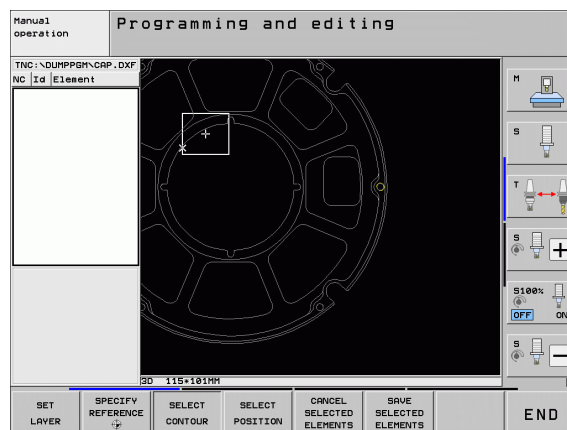 Manual
operation
Programming and editing
TNC:\DUMPPGM\CAP.DXF
NC Id Element
M
S
T
S
S100%
OFF ON
S
3D 115*101MM
SET
LAYER
SPECIFY
REFERENCE
SELECT
CONTOUR
SELECT
POSITION
CANCEL
SELECTED
ELEMENTS
SAVE
SELECTED
ELEMENTS
END